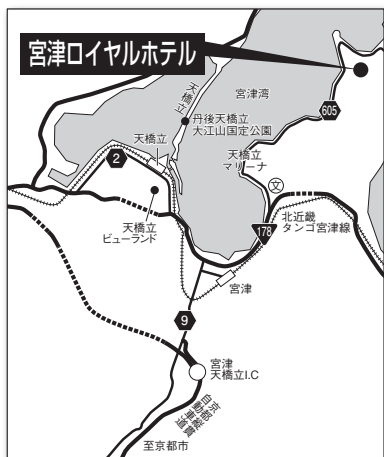 宮津ロイヤルホテル
天橋立
宮津湾
丹後天橋立
大江山国定公園
605
天橋立
2
天橋立
マリーナ
文
天橋立
ビューランド
178
北近畿
タンゴ宮津線
宮津
9
宮津
天橋立I.C
京都縦貫
自動車道
至京都市